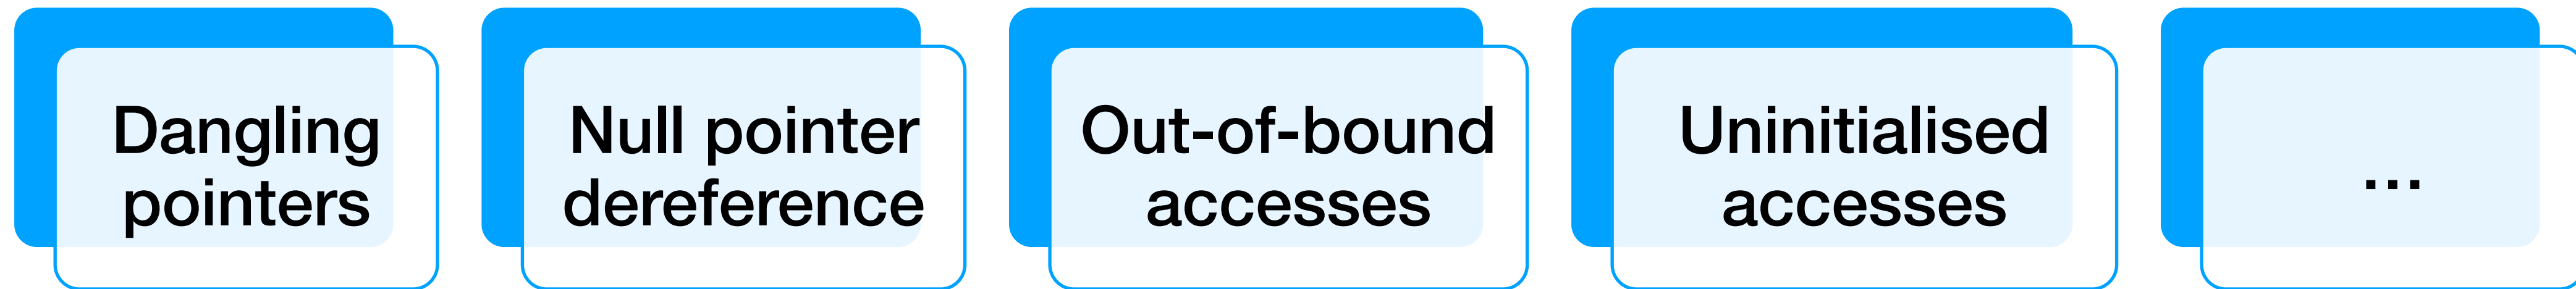 Dangling
pointers
Null pointer
dereference
Out-of-bound
accesses
Uninitialised
accesses
...